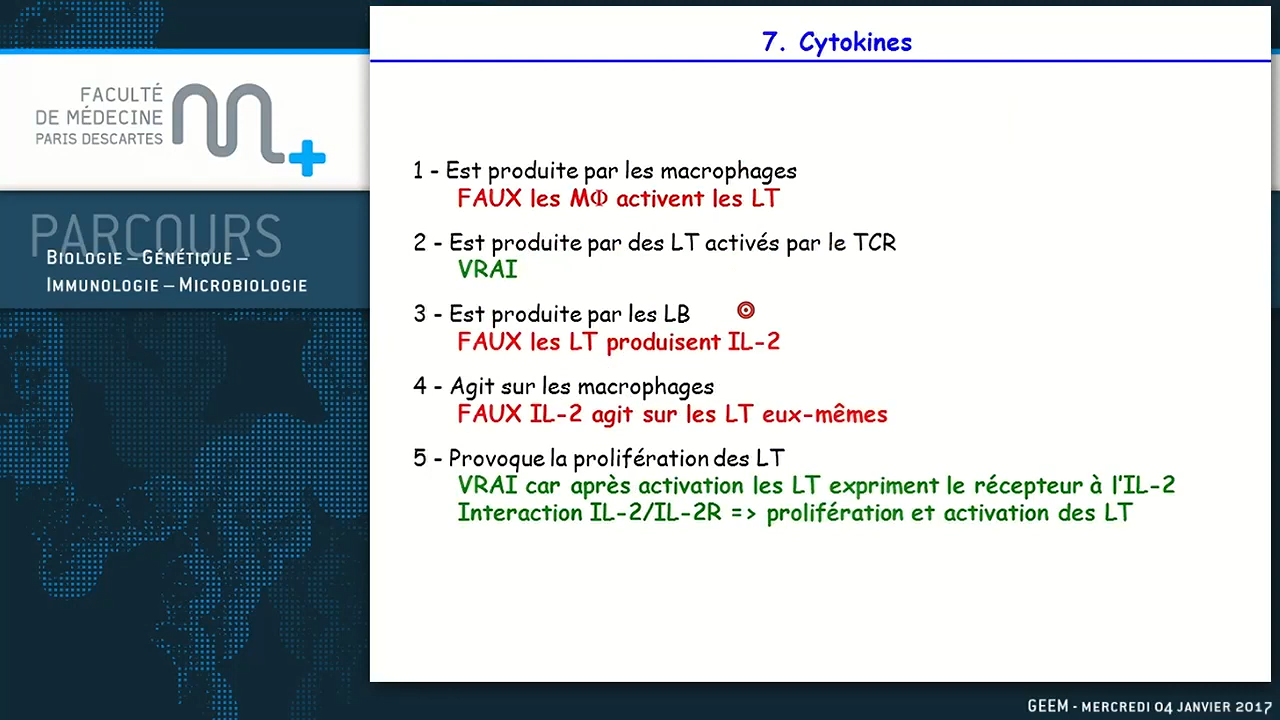 7. Cytokines
FACULTÉ
DE MÉDECINE
PARIS DESCARTES
PARCOURS
BIOLOGIE – GÉNÉTIQUE –
IMMUNOLOGIE – MICROBIOLOGIE
1 - Est produite par les macrophages
FAUX les MΦ activent les LT
2 - Est produite par des LT activés par le TCR
VRAI
3 - Est produite par les LB
FAUX les LT produisent IL-2
4 - Agit sur les macrophages
FAUX IL-2 agit sur les LT eux-mêmes
5 - Provoque la prolifération des LT
VRAI car après activation les LT expriment le récepteur à l'IL-2
Interaction IL-2/IL-2R => prolifération et activation des LT
GEEM - MERCREDI 04 JANVIER 2017